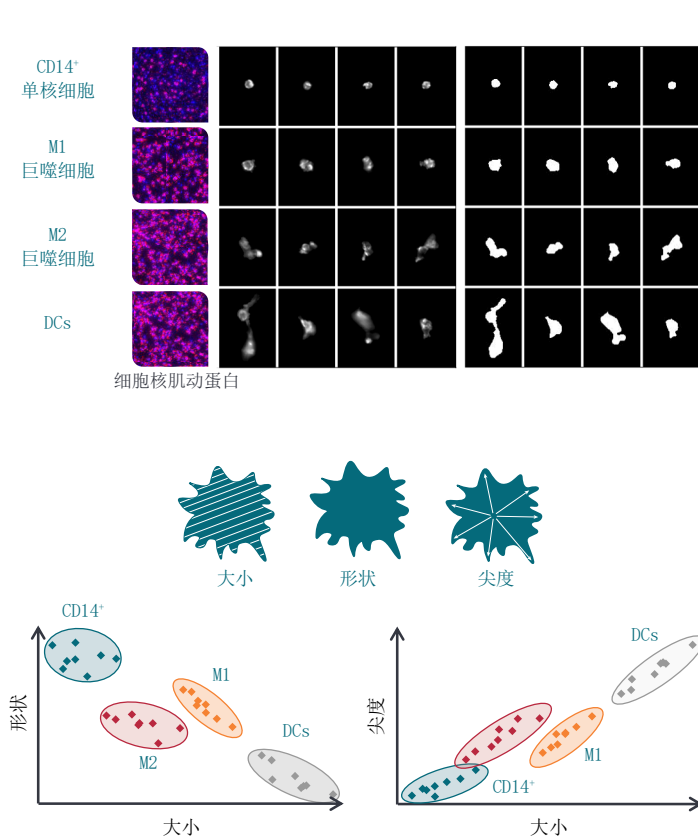 CD14⁺
单核细胞
M1
巨噬细胞
M2
巨噬细胞
DCs
细胞核肌动蛋白
大小
形状
尖度
CD14⁺
M1
M2
DCs
形状
大小
DCs
M1
CD14⁺
尖度
大小